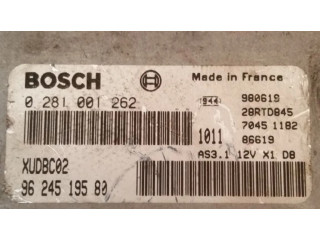 BOSCH Made in France
0 281 001 262 1944 980619
28RTD845
7045 1182
1011 86619
AS3.1 12V X1 D8
XUDBC02
96 245 195 80